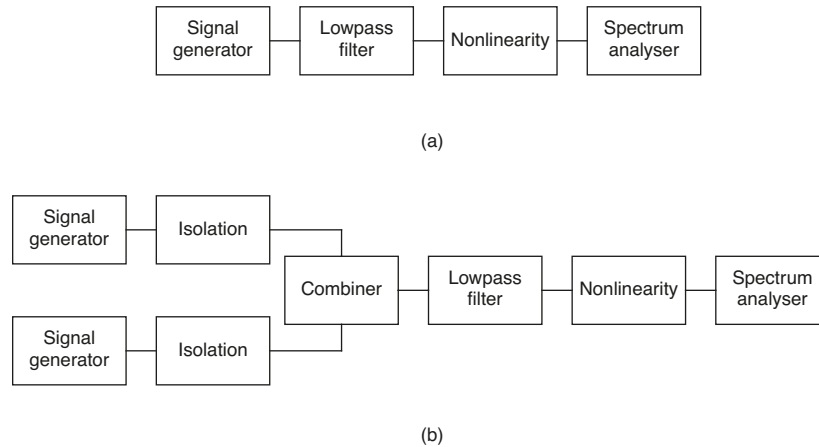 Signal
generator
Lowpass
filter
Nonlinearity
Spectrum
analyser
(a)
Signal
generator
Isolation
Combiner
Lowpass
filter
Nonlinearity
Spectrum
analyser
Signal
generator
Isolation
(b)